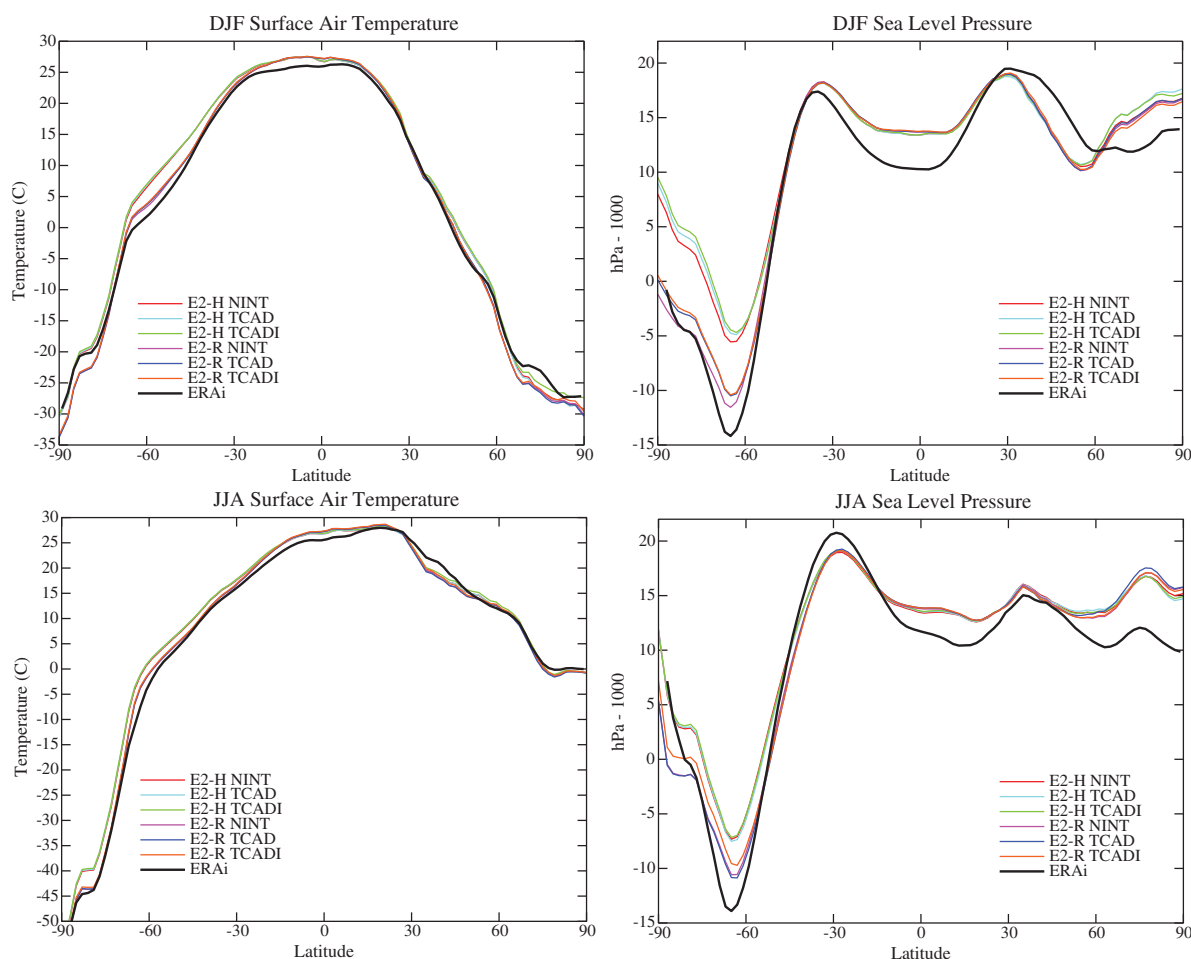 DJF Surface Air Temperature
30
25
20
15
10
5
0
-5
-10
-15
-20
-25
-30
-35
Temperature (C)
E2-H NINT
E2-H TCAD
E2-H TCADI
E2-R NINT
E2-R TCAD
E2-R TCADI
ERAi
-90 -60 -30 0 30 60 90
Latitude
DJF Sea Level Pressure
20
15
10
5
0
-5
-10
-15
hPa - 1000
E2-H NINT
E2-H TCAD
E2-H TCADI
E2-R NINT
E2-R TCAD
E2-R TCADI
ERAi
-90 -60 -30 0 30 60 90
Latitude
JJA Surface Air Temperature
30
25
20
15
10
5
0
-5
-10
-15
-20
-25
-30
-35
-40
-45
-50
Temperature (C)
E2-H NINT
E2-H TCAD
E2-H TCADI
E2-R NINT
E2-R TCAD
E2-R TCADI
ERAi
-90 -60 -30 0 30 60 90
Latitude
JJA Sea Level Pressure
20
15
10
5
0
-5
-10
-15
hPa - 1000
E2-H NINT
E2-H TCAD
E2-H TCADI
E2-R NINT
E2-R TCAD
E2-R TCADI
ERAi
-90 -60 -30 0 30 60 90
Latitude